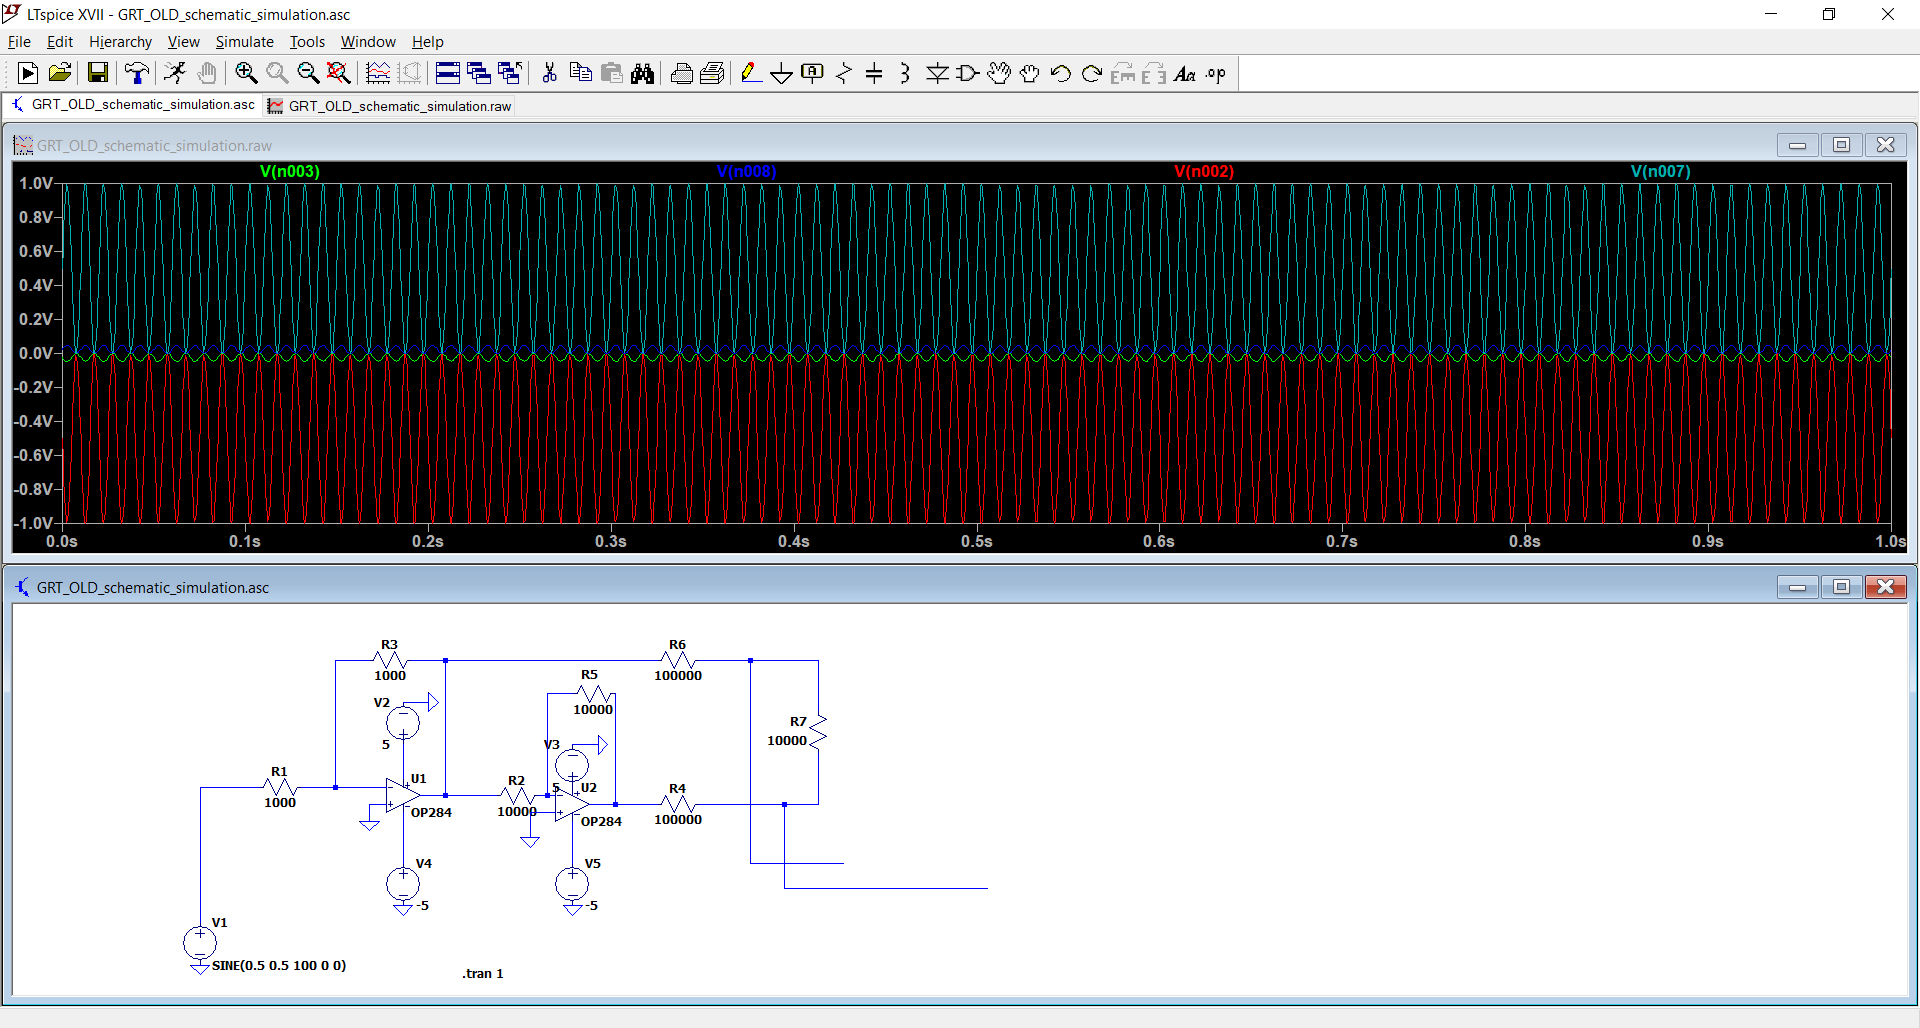 LTspice XVII - GRT_OLD_schematic_simulation.asc
File Edit Hierarchy View Simulate Tools Window Help
GRT_OLD_schematic_simulation.asc GRT_OLD_schematic_simulation.raw
GRT_OLD_schematic_simulation.raw
V(n003) V(n008) V(n002) V(n007)
1.0V
0.8V
0.6V
0.4V
0.2V
0.0V
-0.2V
-0.4V
-0.6V
-0.8V
-1.0V
0.0s 0.1s 0.2s 0.3s 0.4s 0.5s 0.6s 0.7s 0.8s 0.9s 1.0s
GRT_OLD_schematic_simulation.asc
R3 R6
1000 R5 100000
V2 10000
R7
5 V3 10000
R1 U1 R2 5 U2 R4
1000 OP284 10000 OP284 100000
V4 V5
-5 -5
V1
SINE(0.5 0.5 100 0 0)
.tran 1